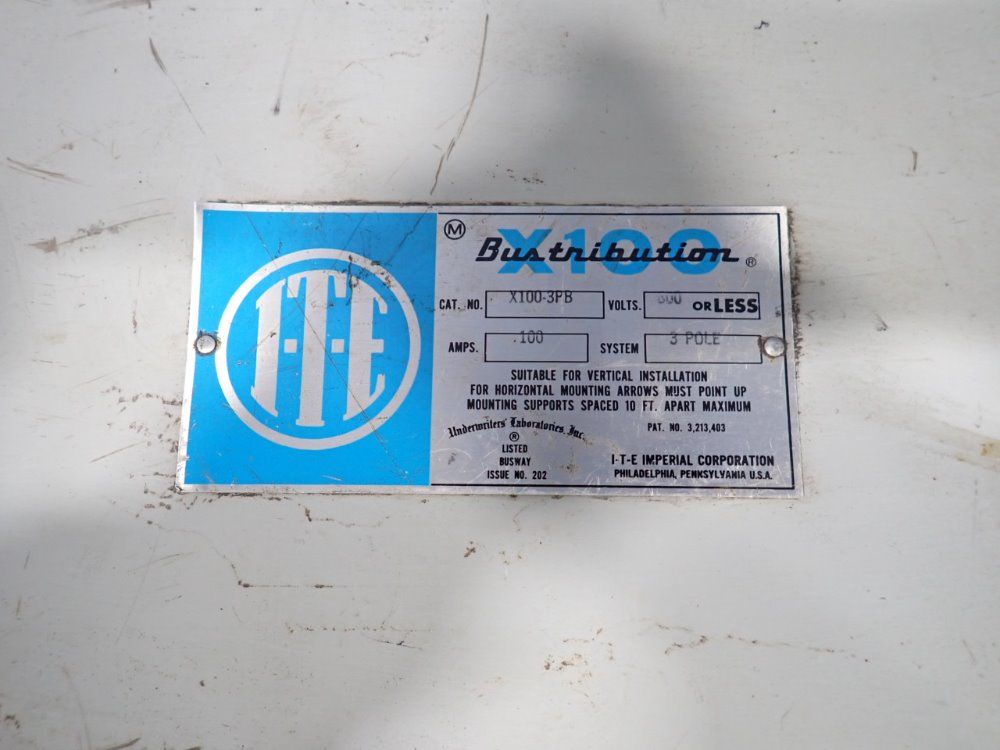 I-T-E
M
X100
Bustribution ®
CAT. NO. X100-3PB VOLTS. 600 OR LESS
AMPS. 100 SYSTEM 3 POLE
SUITABLE FOR VERTICAL INSTALLATION
FOR HORIZONTAL MOUNTING ARROWS MUST POINT UP
MOUNTING SUPPORTS SPACED 10 FT. APART MAXIMUM
PAT. NO. 3,213,403
Underwriters' Laboratories, Inc.
®
LISTED
BUSWAY
ISSUE NO. 202
I-T-E IMPERIAL CORPORATION
PHILADELPHIA, PENNSYLVANIA U.S.A.